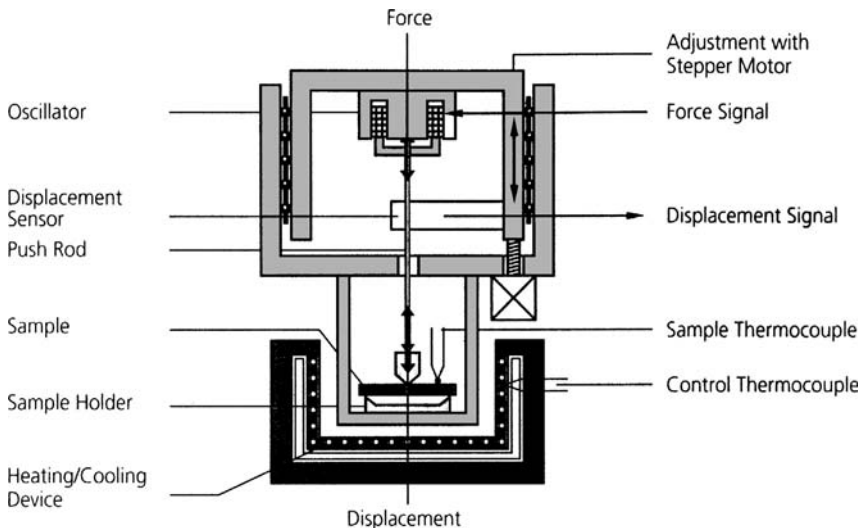 Force
Adjustment with
Stepper Motor
Oscillator
Force Signal
Displacement
Sensor
Displacement Signal
Push Rod
Sample
Sample Thermocouple
Control Thermocouple
Sample Holder
Heating/Cooling
Device
Displacement